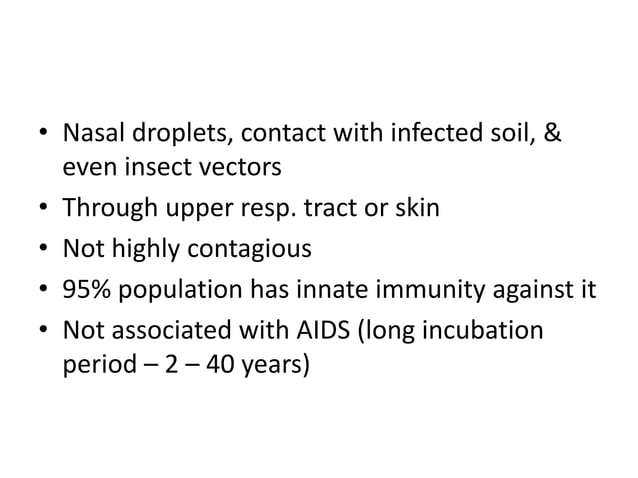 • Nasal droplets, contact with infected soil, &
even insect vectors
• Through upper resp. tract or skin
• Not highly contagious
• 95% population has innate immunity against it
• Not associated with AIDS (long incubation
period – 2 – 40 years)